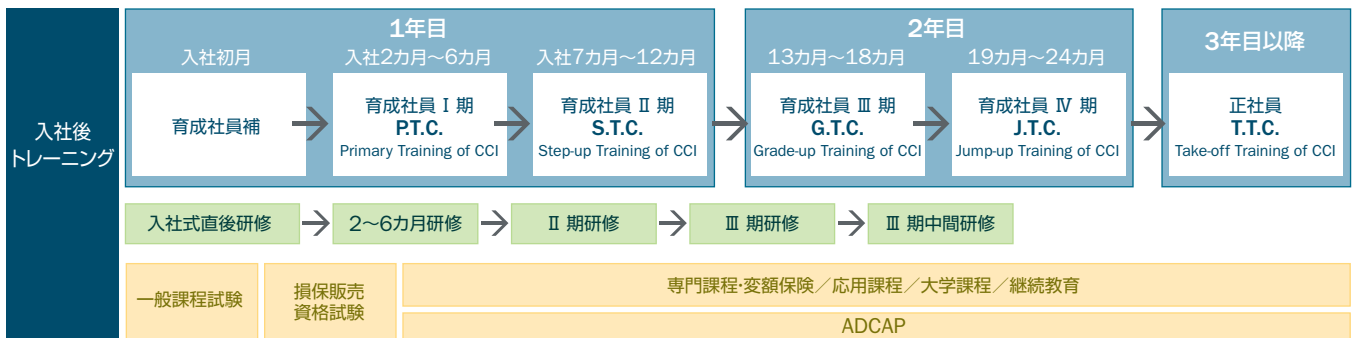 入社後
トレーニング
1年目
2年目
3年目以降
入社初月
入社2カ月～6カ月
入社7カ月～12カ月
13カ月～18カ月
19カ月～24カ月
育成社員補
育成社員 Ⅰ 期
P.T.C.
Primary Training of CCI
育成社員 Ⅱ 期
S.T.C.
Step-up Training of CCI
育成社員 Ⅲ 期
G.T.C.
Grade-up Training of CCI
育成社員 Ⅳ 期
J.T.C.
Jump-up Training of CCI
正社員
T.T.C.
Take-off Training of CCI
入社式直後研修
2～6カ月研修
Ⅱ 期研修
Ⅲ 期研修
Ⅲ 期中間研修
一般課程試験
損保販売
資格試験
専門課程・変額保険／応用課程／大学課程／継続教育
ADCAP